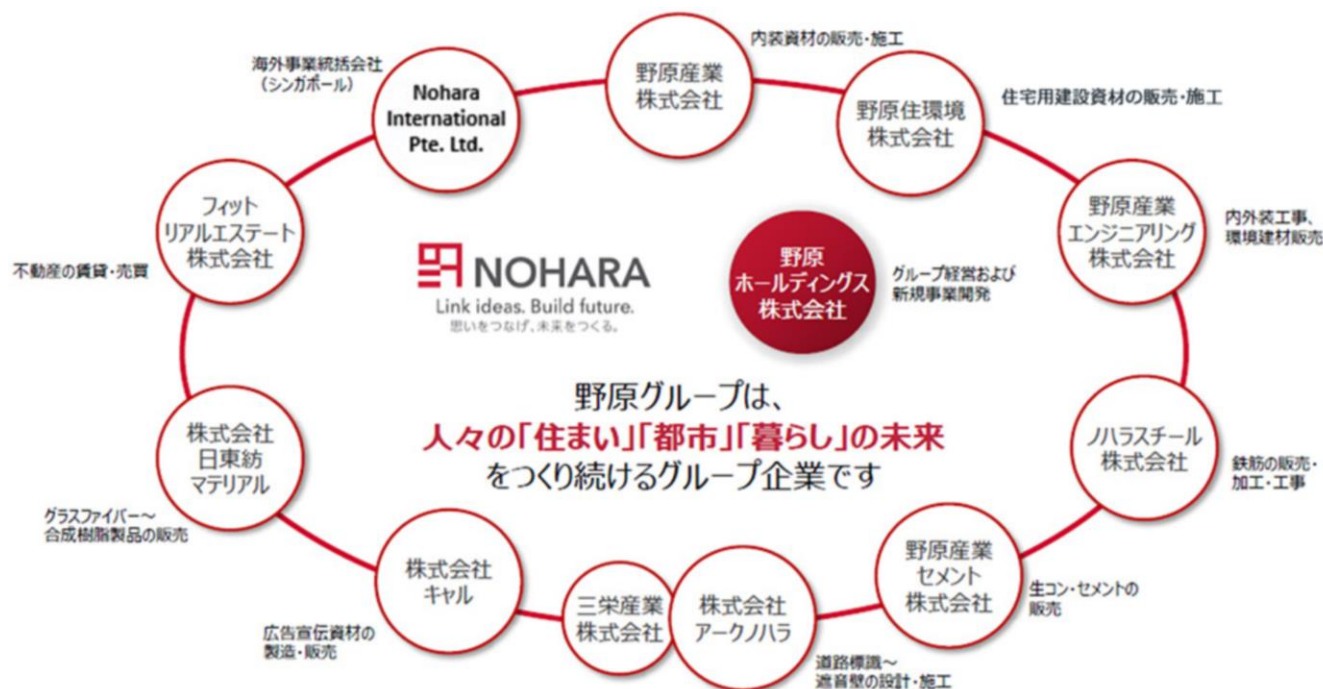 内装資材の販売・施工
野原産業
株式会社
海外事業統括会社
(シンガポール)
Nohara
International
Pte. Ltd.
野原住環境
株式会社
住宅用建設資材の販売・施工
フィット
リアルエステート
株式会社
不動産の賃貸・売買
野原産業
エンジニアリング
株式会社
内外装工事、
環境建材販売
NOHARA
Link ideas. Build future.
思いをつなげ、未来をつくる。
野原
ホールディングス
株式会社
グループ経営および
新規事業開発
野原グループは、
人々の「住まい」「都市」「暮らし」の未来
をつくり続けるグループ企業です
株式会社
日東紡
マテリアル
グラスファイバー～
合成樹脂製品の販売
ノハラスチール
株式会社
鉄筋の販売・
加工・工事
株式会社
キャル
広告宣伝資材の
製造・販売
三栄産業
株式会社
株式会社
アークノハラ
道路標識～
遮音壁の設計・施工
野原産業
セメント
株式会社
生コン・セメントの
販売